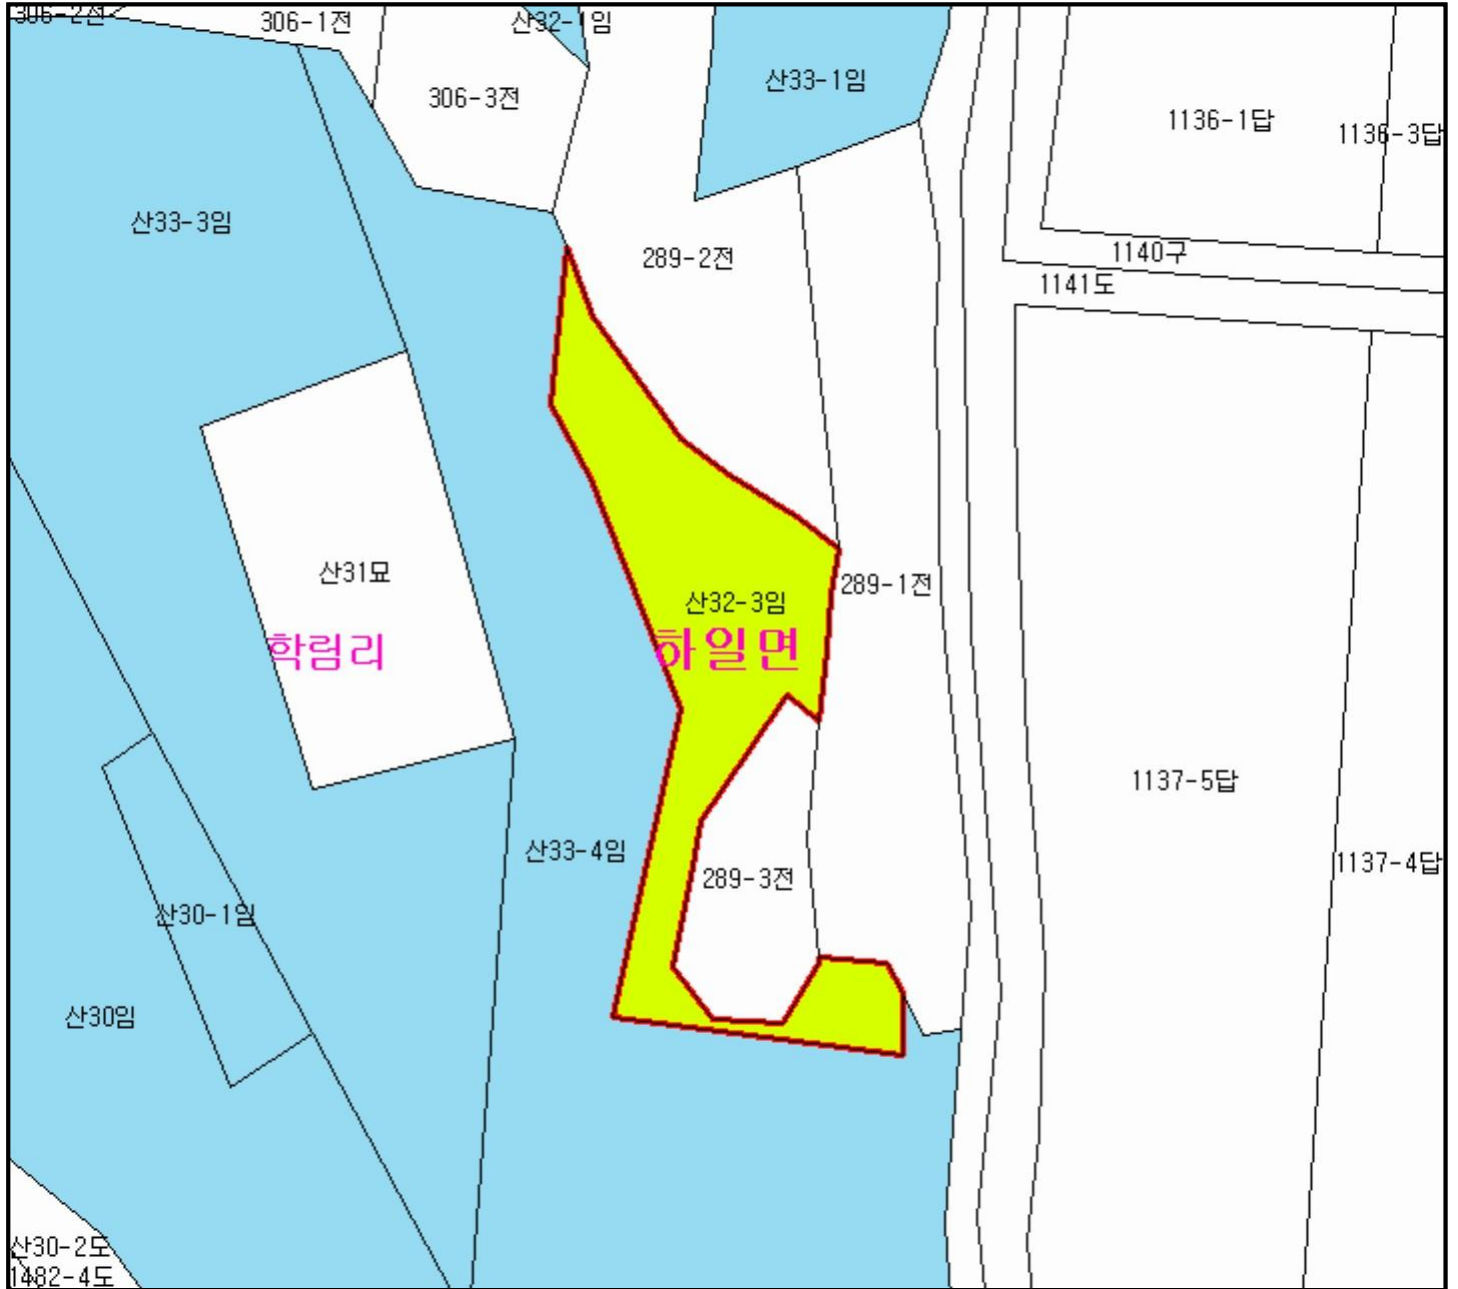 306-2전
306-1전
산32-1임
306-3전
산33-1임
1136-1답
1136-3답
산33-3임
289-2전
1140구
1141도
산31묘
289-1전
산32-3임
학림리
하일면
1137-5답
산33-4임
1137-4답
289-3전
산30-1임
산30임
산30-2도
1482-4도